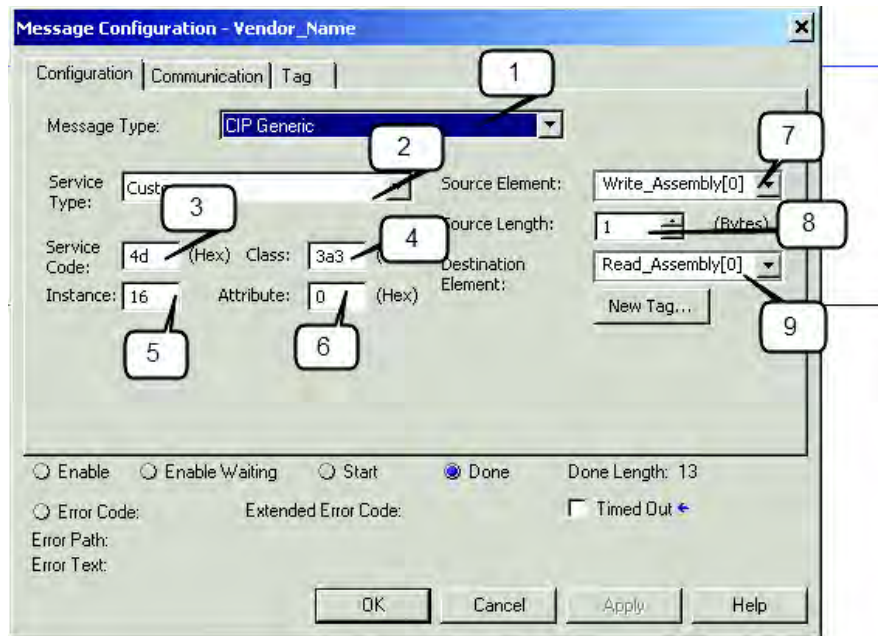 Message Configuration - Vendor_Name
Configuration Communication Tag
1
Message Type: CIP Generic
2
7
Service Type: Source Element: Write_Assembly[0]
3
Source Length: 1 (Bytes) 8
Service Code: 4d (Hex) Class: 3a3 4
Destination Element: Read_Assembly[0]
Instance: 16 Attribute: 0 (Hex)
New Tag...
5
6
9
Enable Enable Waiting Start Done Done Length: 13
Error Code: Extended Error Code: Timed Out
Error Path:
Error Text:
OK Cancel Apply Help